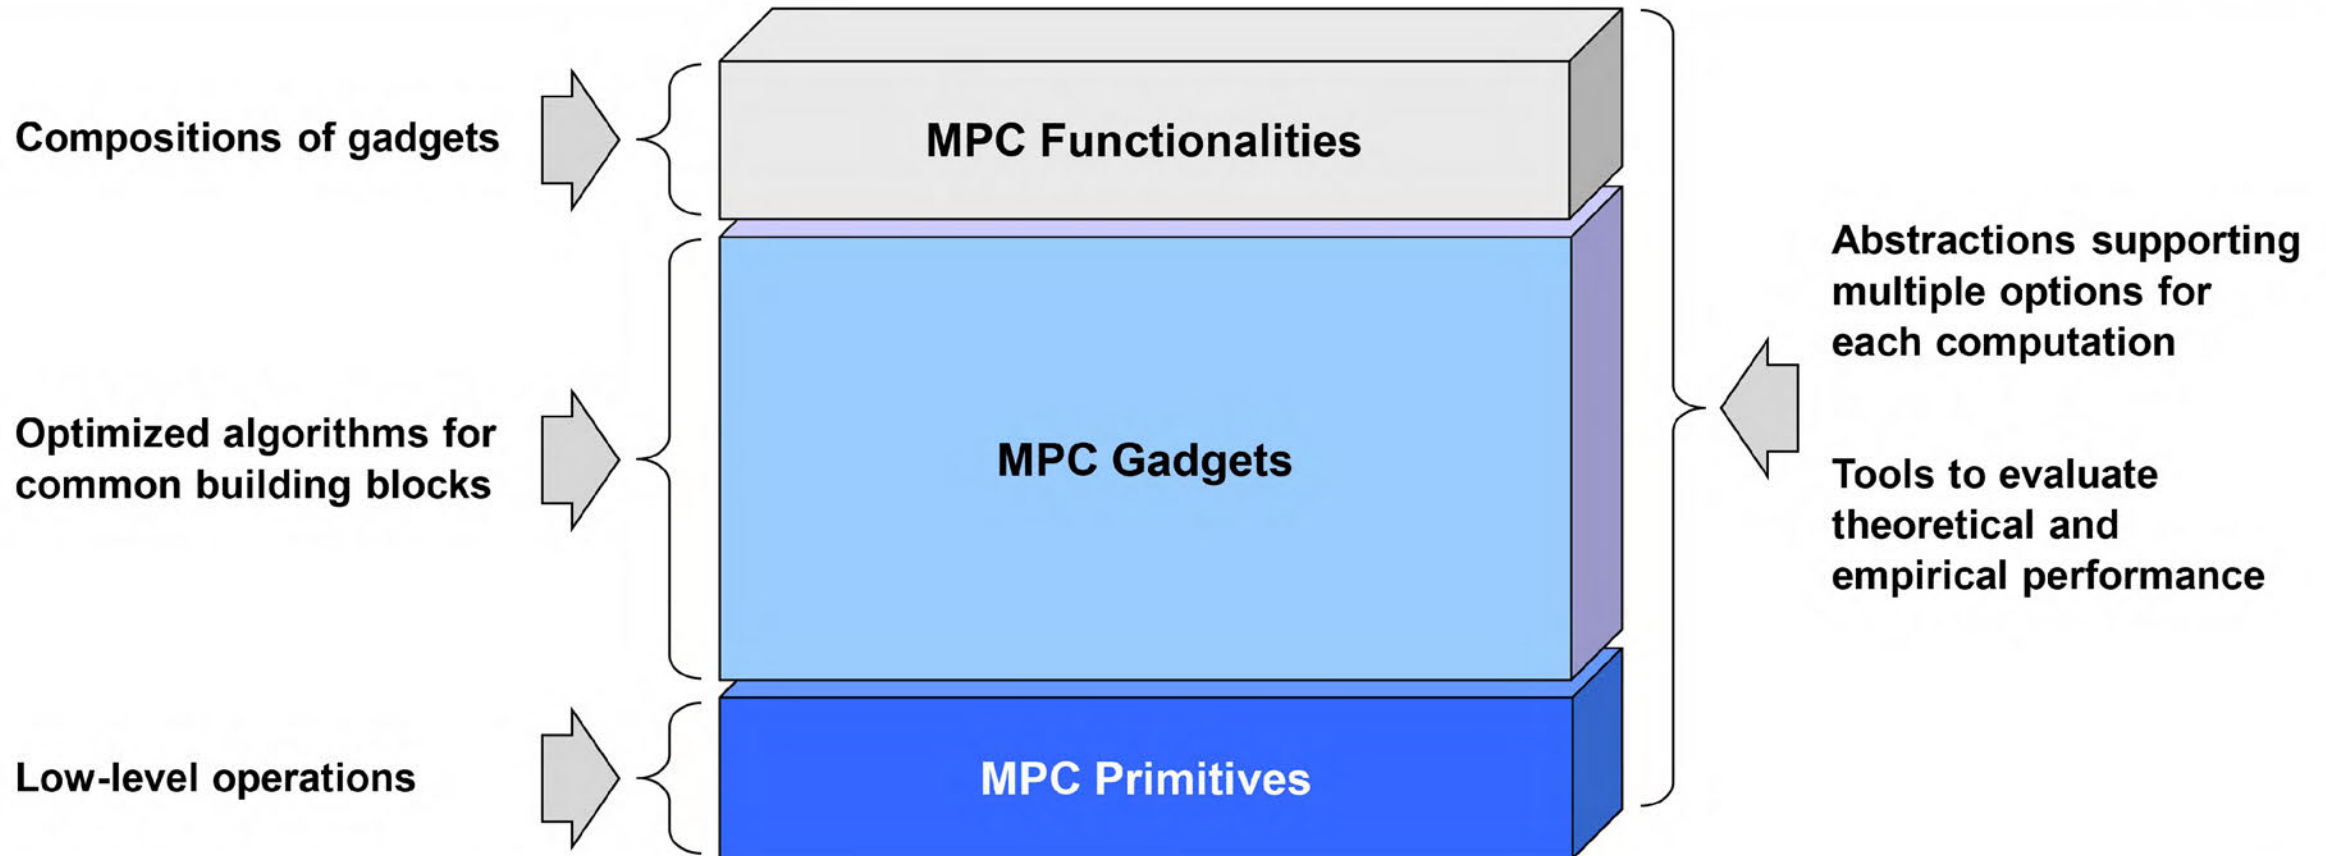 MPC Functionalities
Compositions of gadgets
MPC Gadgets
Optimized algorithms for
common building blocks
MPC Primitives
Low-level operations
Abstractions supporting
multiple options for
each computation
Tools to evaluate
theoretical and
empirical performance